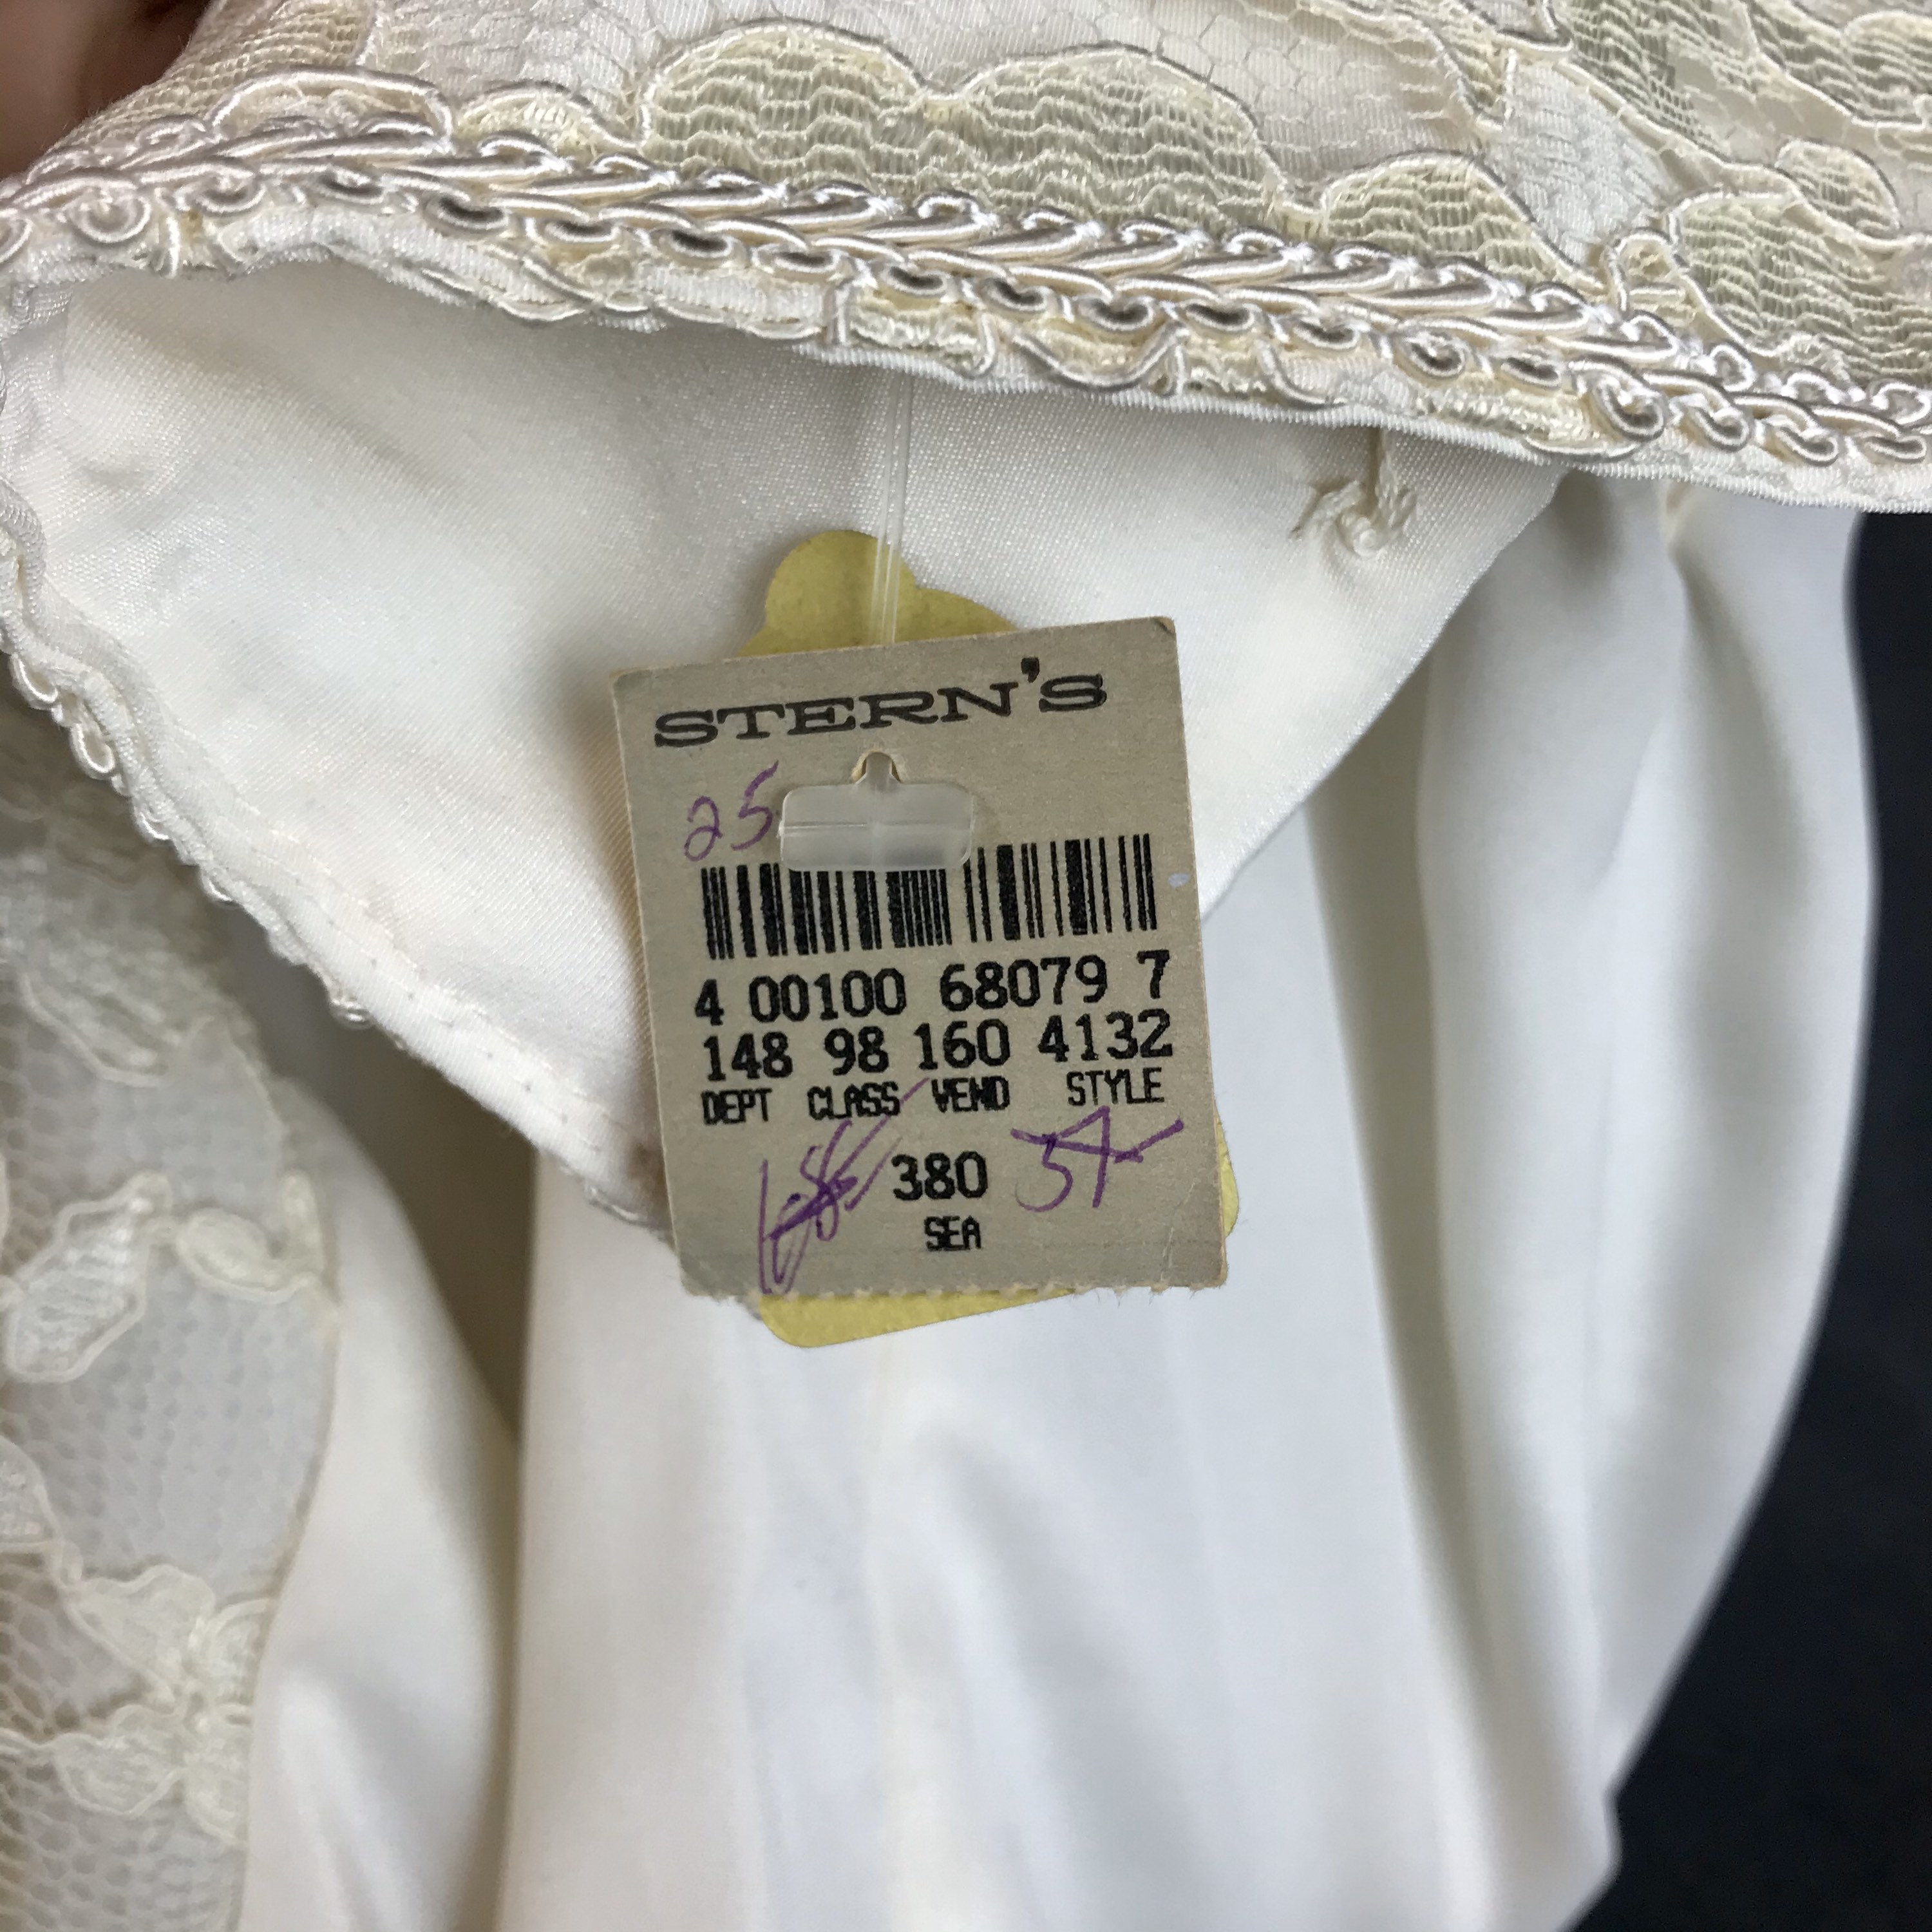 STERN'S
25
4 00100 68079 7
148 98 160 4132
DEPT CLASS VEND STYLE
380
SEA